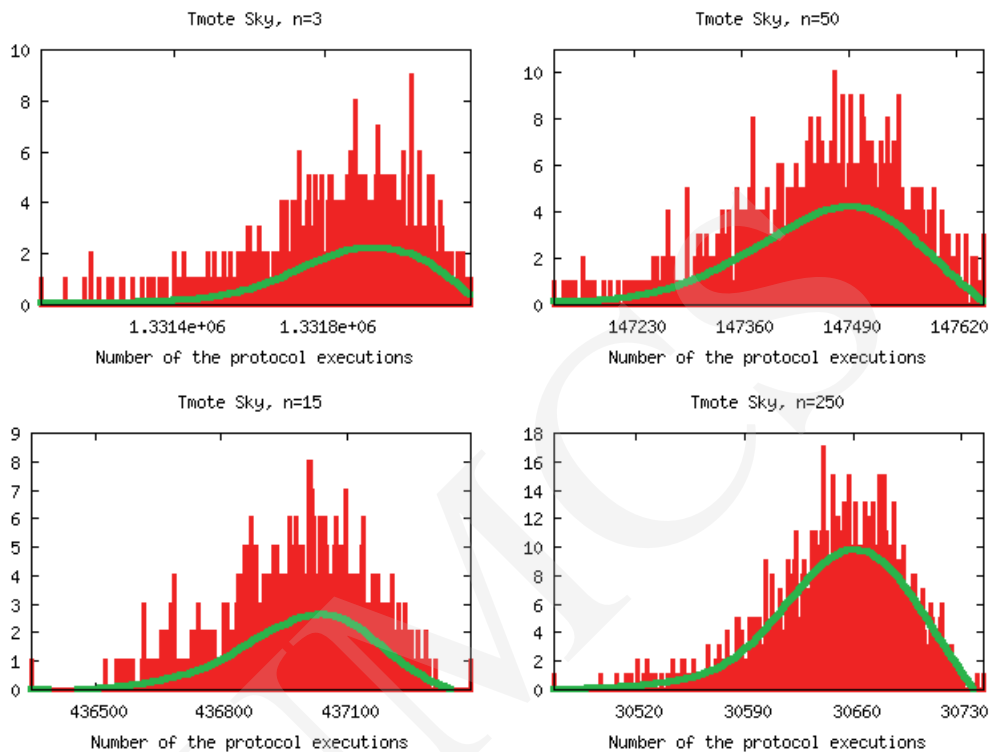 Tmote Sky, n=3
10
8
6
4
2
0
1.3314e+06 1.3318e+06
Number of the protocol executions
Tmote Sky, n=50
10
8
6
4
2
0
147230 147360 147490 147620
Number of the protocol executions
Tmote Sky, n=15
9
8
7
6
5
4
3
2
1
0
436500 436800 437100
Number of the protocol executions
Tmote Sky, n=250
18
16
14
12
10
8
6
4
2
0
30520 30590 30660 30730
Number of the protocol executions
UMCS